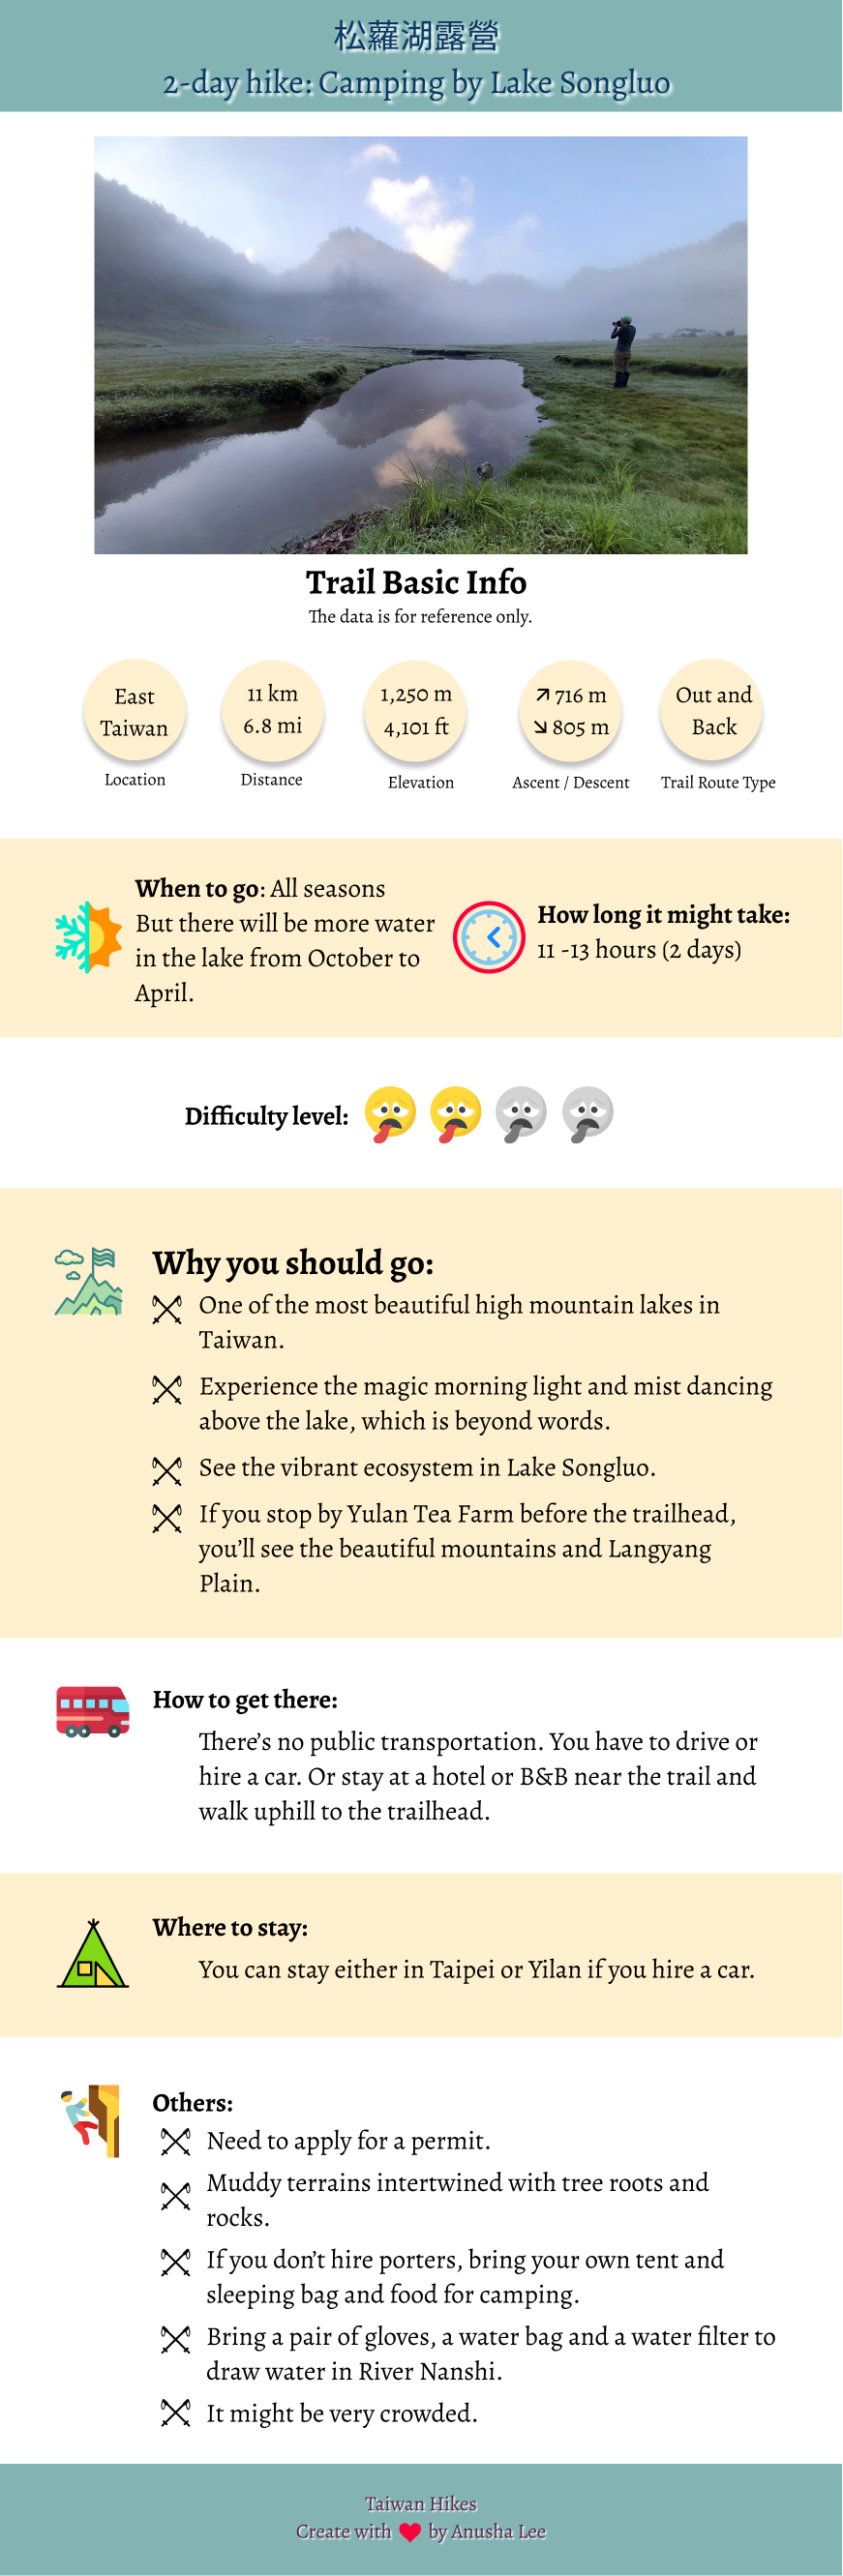 松蘿湖露營
2-day hike: Camping by Lake Songluo
Trail Basic Info
The data is for reference only.
East
Taiwan
Location
11 km
6.8 mi
Distance
1,250 m
4,101 ft
Elevation
↗ 716 m
↘ 805 m
Ascent / Descent
Out and
Back
Trail Route Type
When to go: All seasons
But there will be more water
in the lake from October to
April.
How long it might take:
11 -13 hours (2 days)
Difficulty level:
Why you should go:
One of the most beautiful high mountain lakes in
Taiwan.
Experience the magic morning light and mist dancing
above the lake, which is beyond words.
See the vibrant ecosystem in Lake Songluo.
If you stop by Yulan Tea Farm before the trailhead,
you’ll see the beautiful mountains and Langyang
Plain.
How to get there:
There’s no public transportation. You have to drive or
hire a car. Or stay at a hotel or B&B near the trail and
walk uphill to the trailhead.
Where to stay:
You can stay either in Taipei or Yilan if you hire a car.
Others:
Need to apply for a permit.
Muddy terrains intertwined with tree roots and
rocks.
If you don’t hire porters, bring your own tent and
sleeping bag and food for camping.
Bring a pair of gloves, a water bag and a water filter to
draw water in River Nanshi.
It might be very crowded.
Taiwan Hikes
Create with ❤ by Anusha Lee